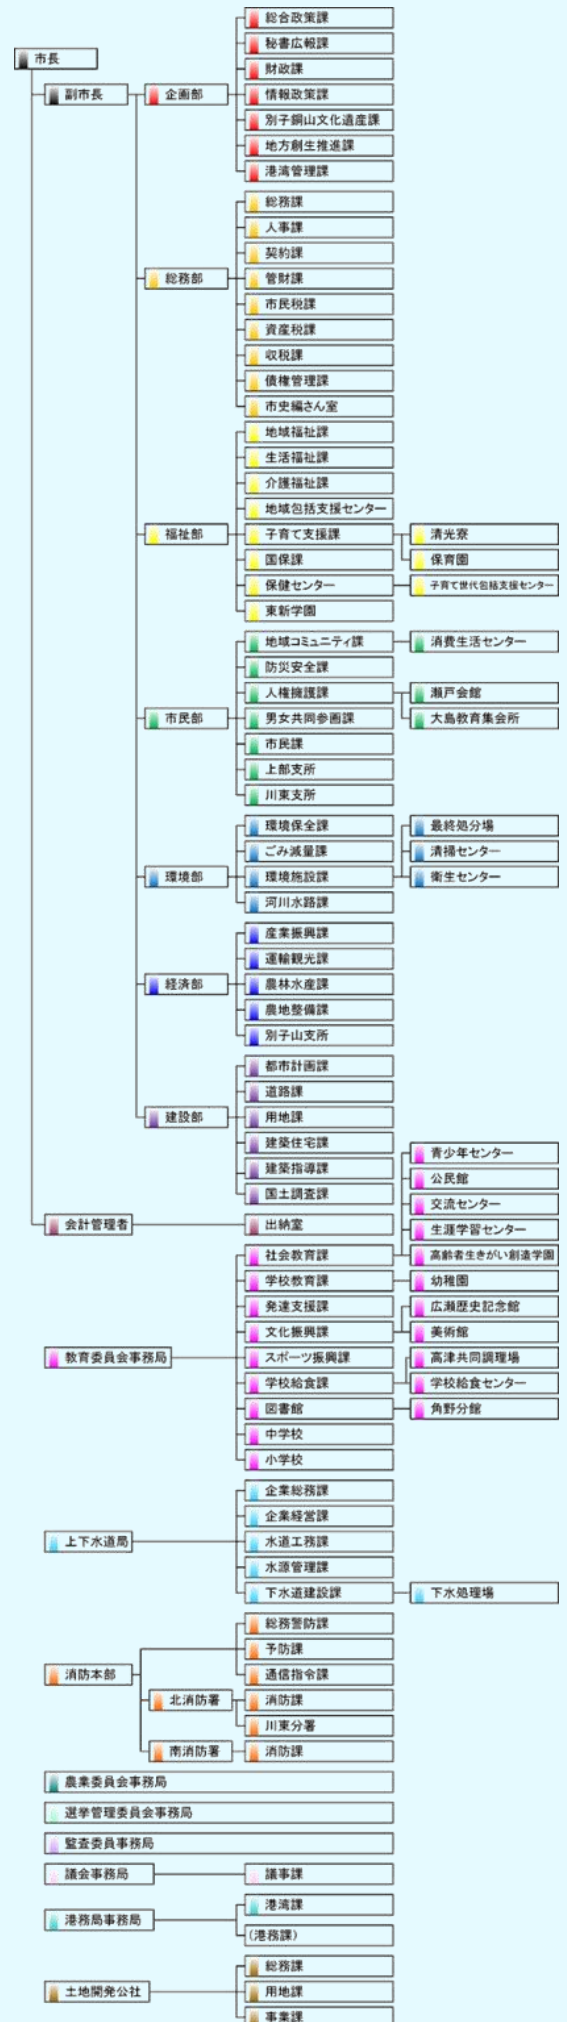 市長
副市長
企画部
総合政策課
秘書広報課
財政課
情報政策課
別子銅山文化遺産課
地方創生推進課
港湾管理課
総務部
総務課
人事課
契約課
管財課
市民税課
資産税課
収税課
債権管理課
市史編さん室
福祉部
地域福祉課
生活福祉課
介護福祉課
地域包括支援センター
子育て支援課
清光寮
保育園
国保課
保健センター
子育て世代包括支援センター
東新学園
市民部
地域コミュニティ課
消費生活センター
防災安全課
人権擁護課
瀬戸会館
大島教育集会所
男女共同参画課
市民課
上部支所
川東支所
環境部
環境保全課
ごみ減量課
環境施設課
最終処分場
清掃センター
衛生センター
河川水路課
経済部
産業振興課
運輸観光課
農林水産課
農地整備課
別子山支所
建設部
都市計画課
道路課
用地課
建築住宅課
建築指導課
国土調査課
会計管理者
出納室
教育委員会事務局
社会教育課
青少年センター
公民館
交流センター
生涯学習センター
高齢者生きがい創造学園
学校教育課
幼稚園
発達支援課
文化振興課
広瀬歴史記念館
美術館
スポーツ振興課
学校給食課
高津共同調理場
学校給食センター
図書館
角野分館
中学校
小学校
上下水道局
企業総務課
企業経営課
水道工務課
水源管理課
下水道建設課
下水処理場
消防本部
総務警防課
予防課
通信指令課
北消防署
消防課
川東分署
南消防署
消防課
農業委員会事務局
選挙管理委員会事務局
監査委員事務局
議会事務局
議事課
港務局事務局
港湾課
(港務課)
土地開発公社
総務課
用地課
事業課